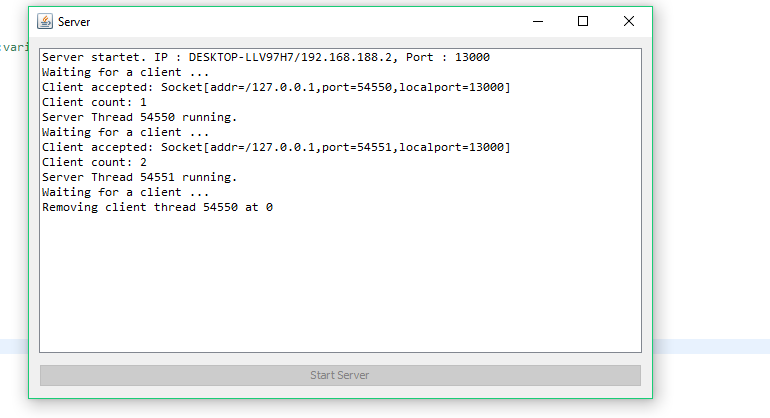 Server
:vari
Server startet. IP : DESKTOP-LLV97H7/192.168.188.2, Port : 13000
Waiting for a client ...
Client accepted: Socket[addr=/127.0.0.1,port=54550,localport=13000]
Client count: 1
Server Thread 54550 running.
Waiting for a client ...
Client accepted: Socket[addr=/127.0.0.1,port=54551,localport=13000]
Client count: 2
Server Thread 54551 running.
Waiting for a client ...
Removing client thread 54550 at 0
Start Server